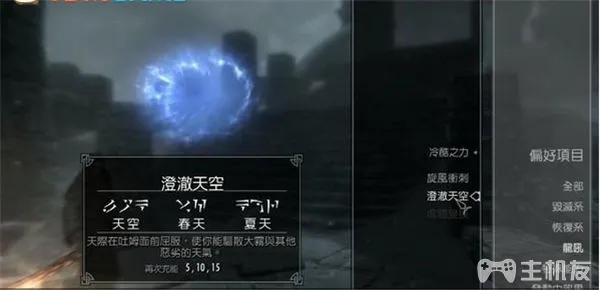 澄澈天空
天空 春天 夏天
天際在吐姆面前屈服，使你能驅散大霧與其他
惡劣的天氣。
再次充能 5,10,15
冷酷之力
旋風衝刺
澄澈天空
偏好項目
全部
毀滅系
恢復系
龍吼
主机友